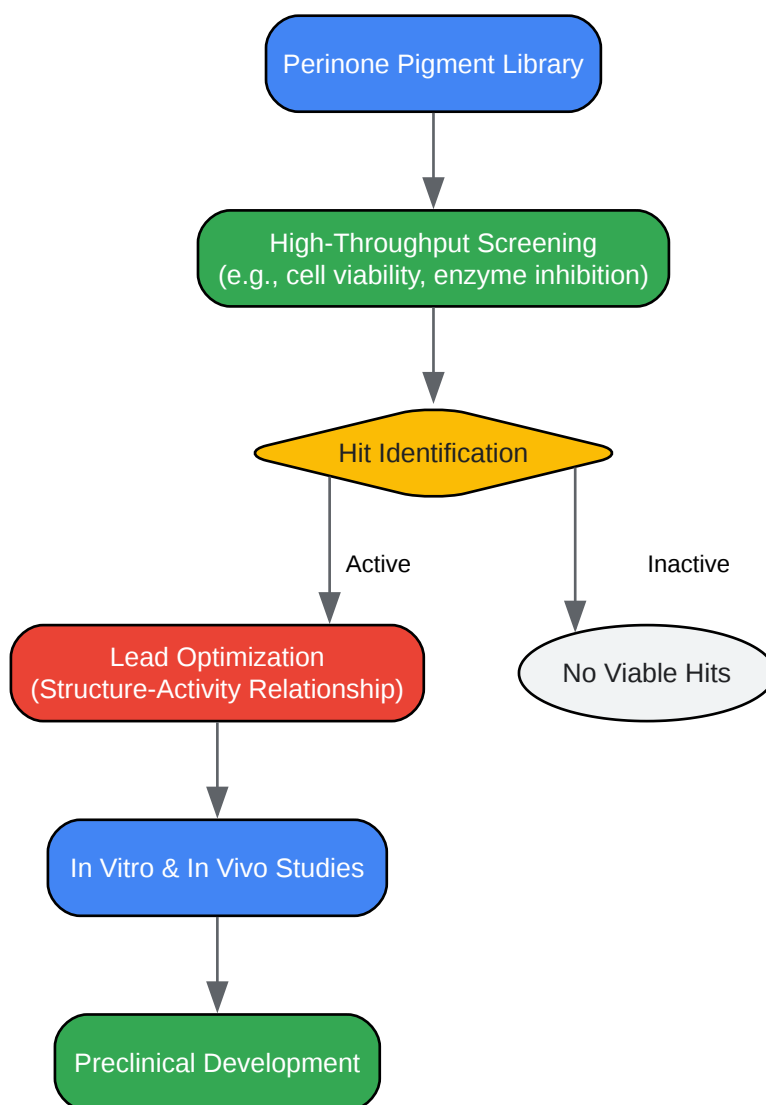 Perinone Pigment Library
High-Throughput Screening
(e.g., cell viability, enzyme inhibition)
Hit Identification
Active
Inactive
Lead Optimization
(Structure-Activity Relationship)
No Viable Hits
In Vitro & In Vivo Studies
Preclinical Development